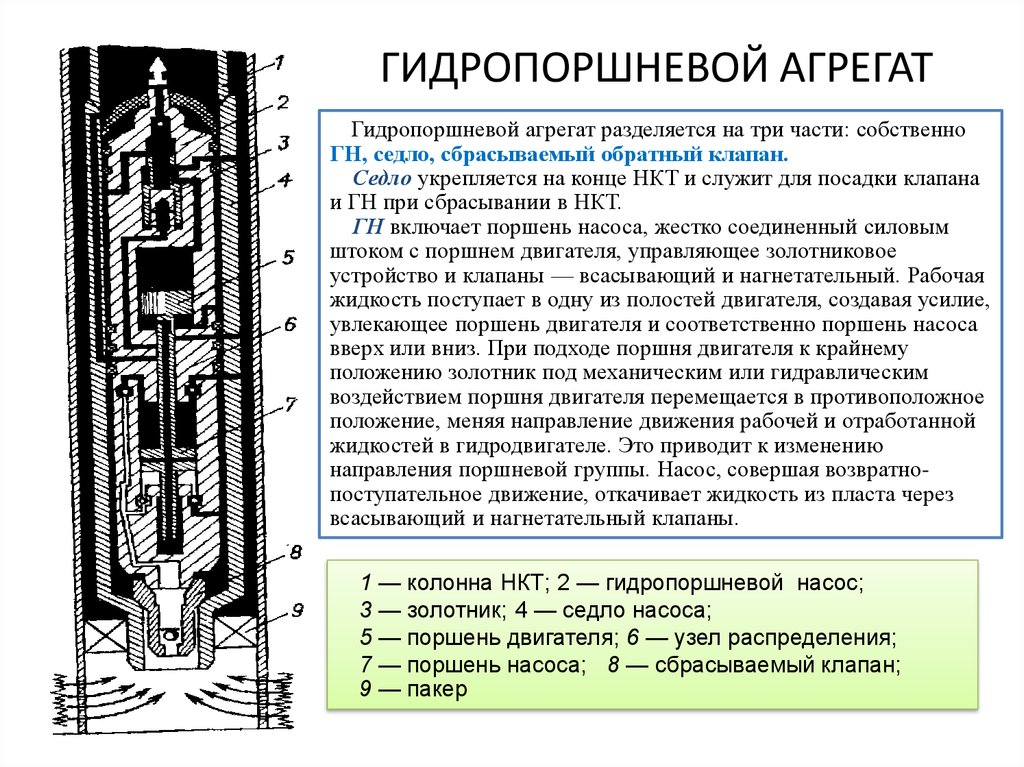 ГИДРОПОРШНЕВОЙ АГРЕГАТ
1
2
3
4
5
6
7
8
9
Гидропоршневой агрегат разделяется на три части: собственно
ГН, седло, сбрасываемый обратный клапан.
Седло укрепляется на конце НКТ и служит для посадки клапана
и ГН при сбрасывании в НКТ.
ГН включает поршень насоса, жестко соединенный силовым
штоком с поршнем двигателя, управляющее золотниковое
устройство и клапаны — всасывающий и нагнетательный. Рабочая
жидкость поступает в одну из полостей двигателя, создавая усилие,
увлекающее поршень двигателя и соответственно поршень насоса
вверх или вниз. При подходе поршня двигателя к крайнему
положению золотник под механическим или гидравлическим
воздействием поршня двигателя перемещается в противоположное
положение, меняя направление движения рабочей и отработанной
жидкостей в гидродвигателе. Это приводит к изменению
направления поршневой группы. Насос, совершая возвратно-
поступательное движение, откачивает жидкость из пласта через
всасывающий и нагнетательный клапаны.
1 — колонна НКТ; 2 — гидропоршневой насос;
3 — золотник; 4 — седло насоса;
5 — поршень двигателя; 6 — узел распределения;
7 — поршень насоса; 8 — сбрасываемый клапан;
9 — пакер